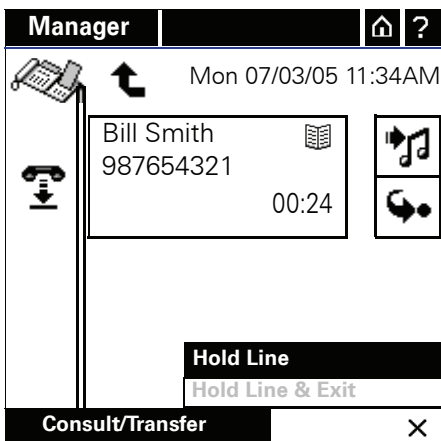 Manager ?
Mon 07/03/05 11:34AM
Bill Smith
987654321
00:24
Hold Line
Hold Line & Exit
Consult/Transfer